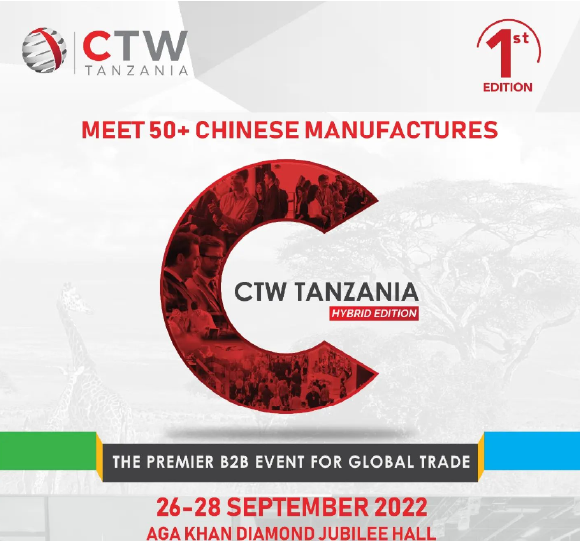 CTW
TANZANIA
1st
EDITION
MEET 50+ CHINESE MANUFACTURES
CTW TANZANIA
HYBRID EDITION
THE PREMIER B2B EVENT FOR GLOBAL TRADE
26-28 SEPTEMBER 2022
AGA KHAN DIAMOND JUBILEE HALL